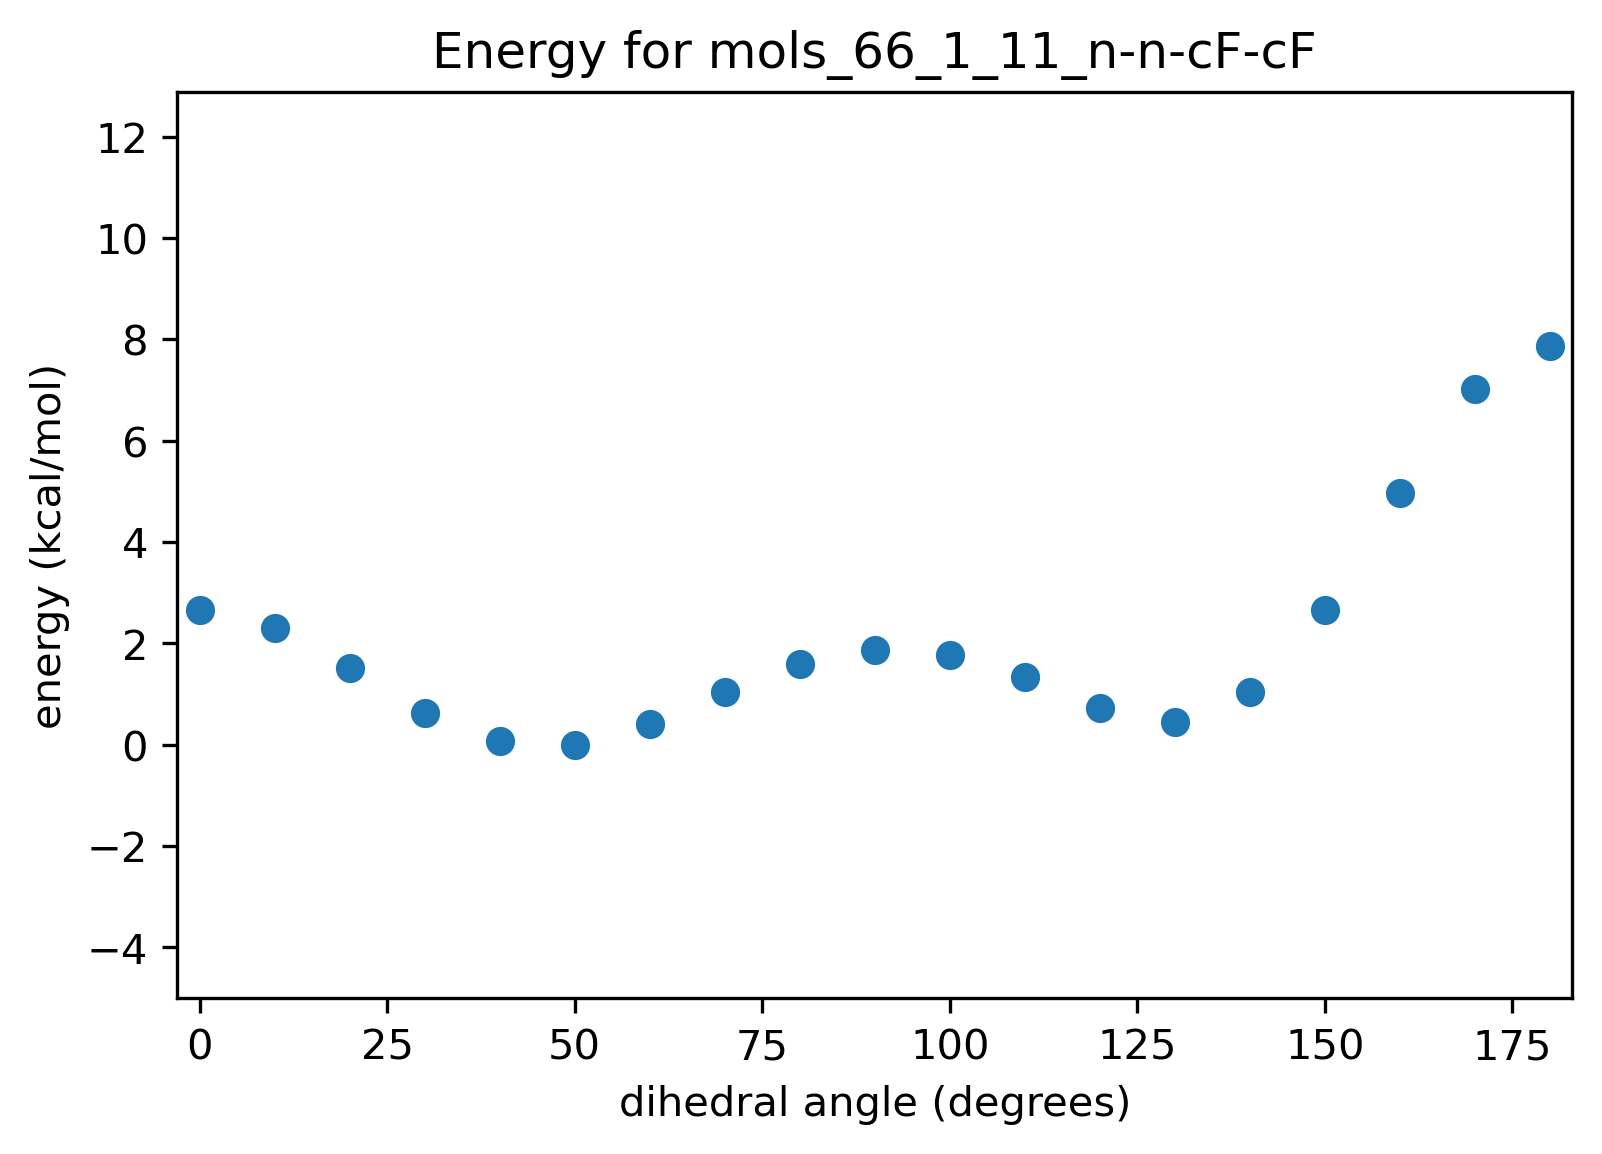 Energy for mols_66_1_11_n-n-cF-cF
12
10
8
6
4
2
0
−2
−4
energy (kcal/mol)
0 25 50 75 100 125 150 175
dihedral angle (degrees)